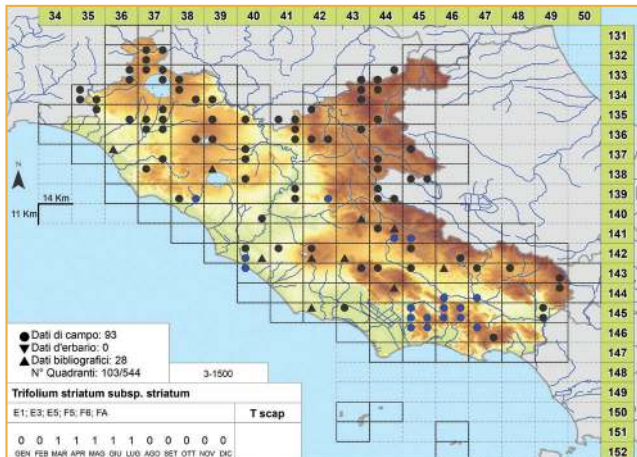 34 35 36 37 38 39 40 41 42 43 44 45 46 47 48 49 50
131
132
133
134
135
136
137
138
139
140
141
142
143
144
145
146
147
148
149
150
151
152
N
14 Km
11 Km
Dati di campo: 93
Dati d'erbario: 0
Dati bibliografici: 28
N° Quadranti: 103/544
3-1500
Trifolium striatum subsp. striatum
E1; E3; E5; F5; F6; FA
T scap
0 0 1 1 1 1 1 0 0 0 0 0
GEN FEB MAR APR MAG GIU LUG AGO SET OTT NOV DIC